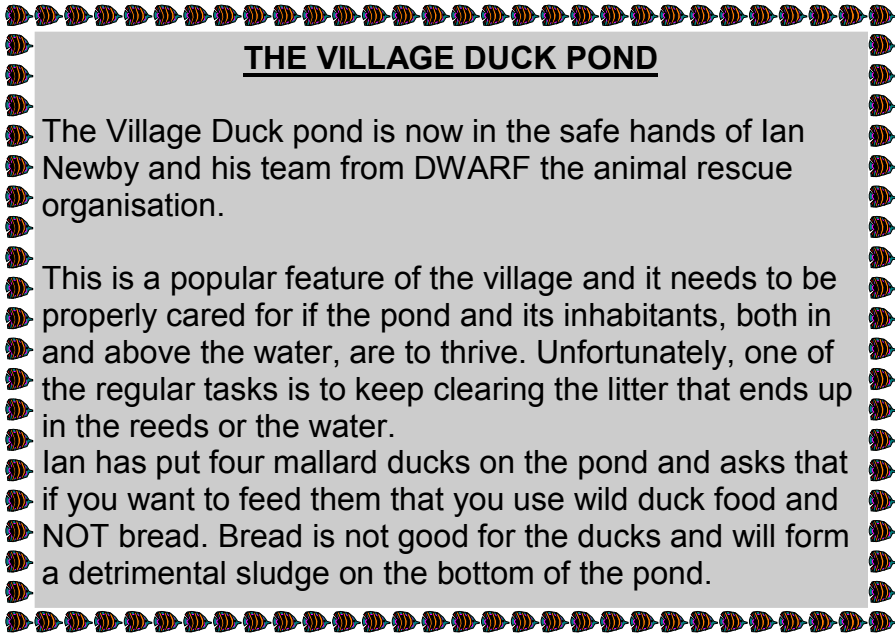 THE VILLAGE DUCK POND
The Village Duck pond is now in the safe hands of Ian
Newby and his team from DWARF the animal rescue
organisation.
This is a popular feature of the village and it needs to be
properly cared for if the pond and its inhabitants, both in
and above the water, are to thrive. Unfortunately, one of
the regular tasks is to keep clearing the litter that ends up
in the reeds or the water.
Ian has put four mallard ducks on the pond and asks that
if you want to feed them that you use wild duck food and
NOT bread. Bread is not good for the ducks and will form
a detrimental sludge on the bottom of the pond.